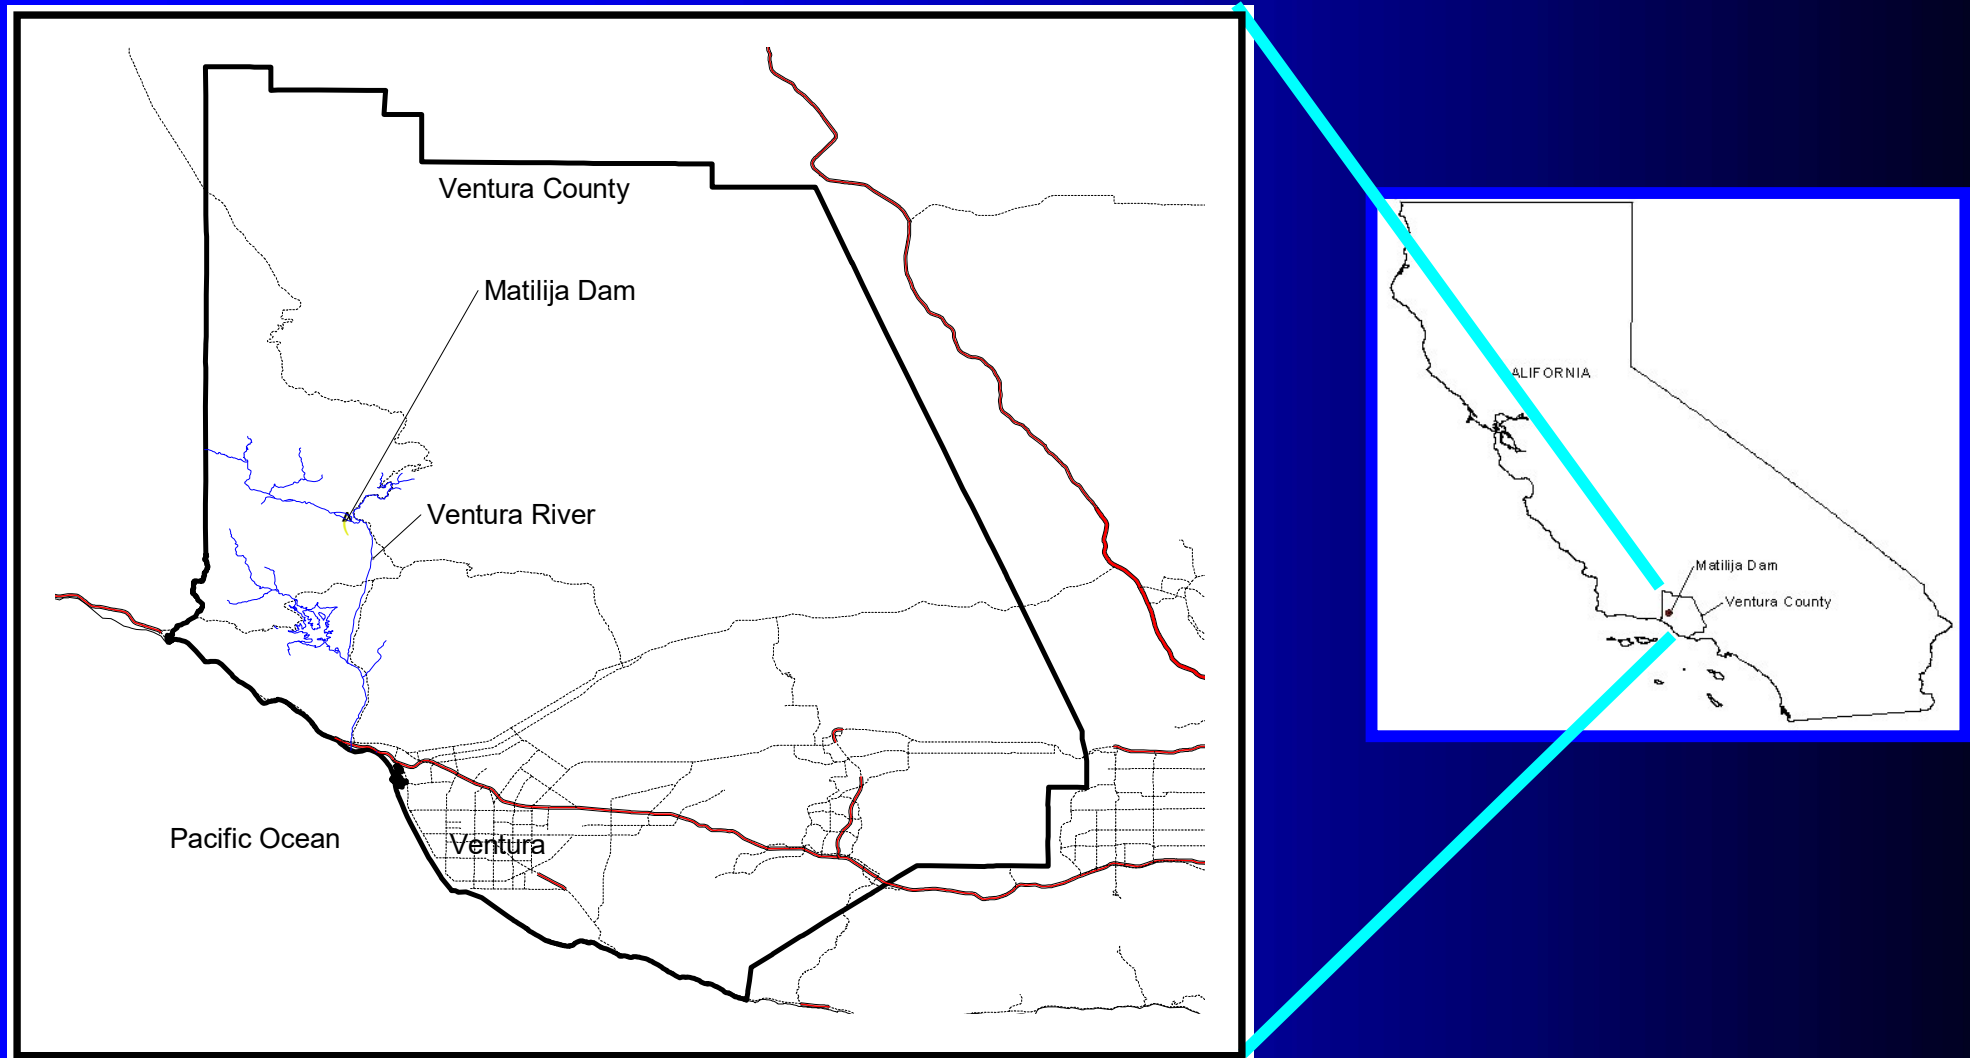 Ventura County
Matilija Dam
Ventura River
Pacific Ocean
Ventura
ALIFORNIA
Matilija Dam
Ventura County